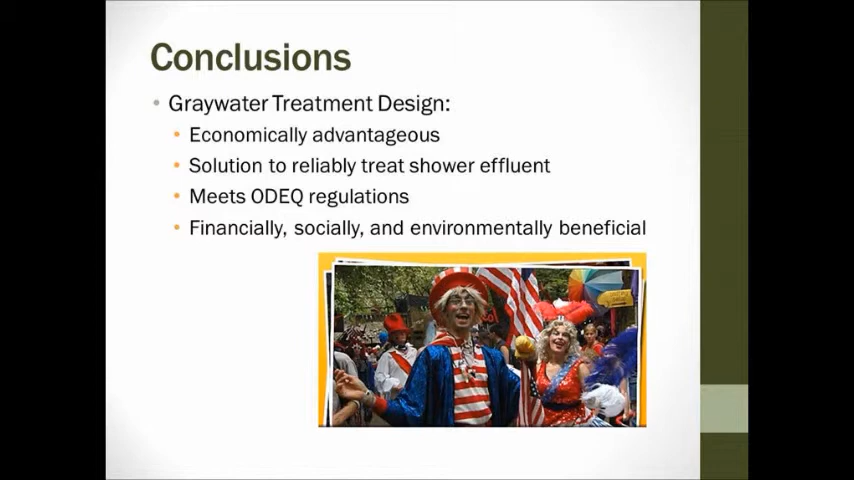 Conclusions
• Graywater Treatment Design:
• Economically advantageous
• Solution to reliably treat shower effluent
• Meets ODEQ regulations
• Financially, socially, and environmentally beneficial